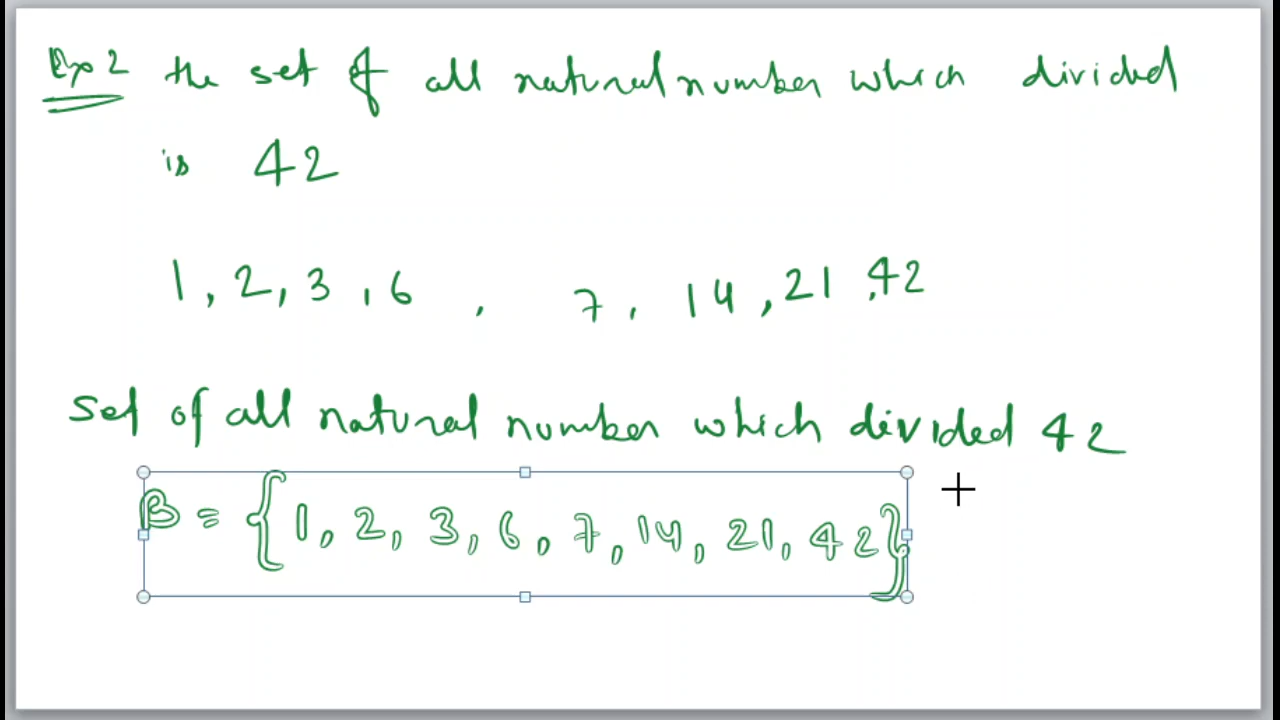 Exp 2 the set of all natural number which divided
is 42
1, 2, 3, 6, 7, 14, 21, 42
Set of all natural number which divided 42
B = {1, 2, 3, 6, 7, 14, 21, 42}